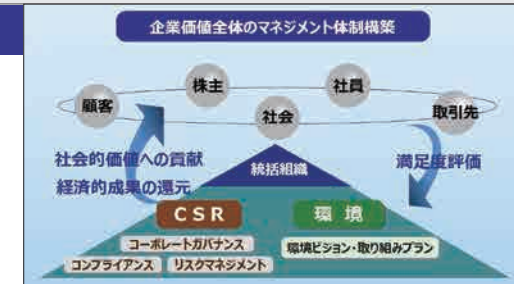 企業価値全体のマネジメント体制構築
株主
社員
顧客
社会
取引先
社会的価値への貢献
経済的成果の還元
満足度評価
統括組織
CSR
環境
コーポレートガバナンス
環境ビジョン・取り組みプラン
コンプライアンス
リスクマネジメント